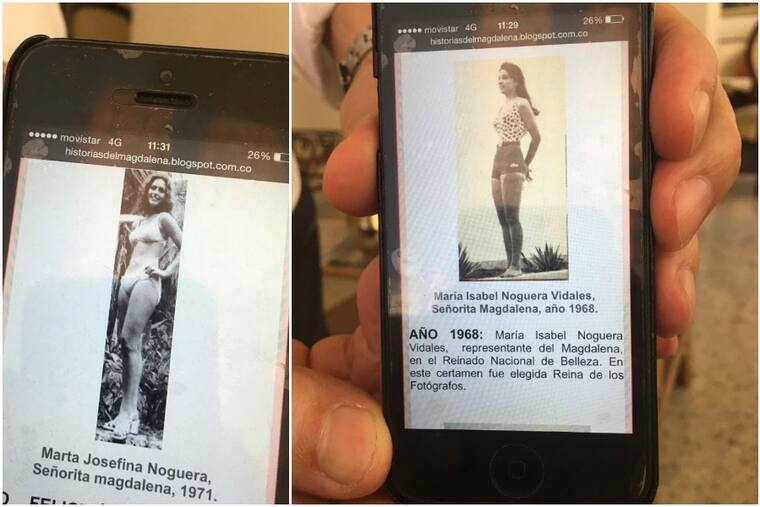 movistar 4G 11:31 26%
historiasdelmagdalena.blogspot.com.co
Marta Josefina Noguera,
Señorita magdalena, 1971.
movistar 4G 11:29 26%
historiasdelmagdalena.blogspot.com.co
María Isabel Noguera Vidales,
Señorita Magdalena, año 1968.
AÑO 1968: María Isabel Noguera
Vidales, representante del Magdalena,
en el Reinado Nacional de Belleza. En
este certamen fue elegida Reina de los
Fotógrafos.